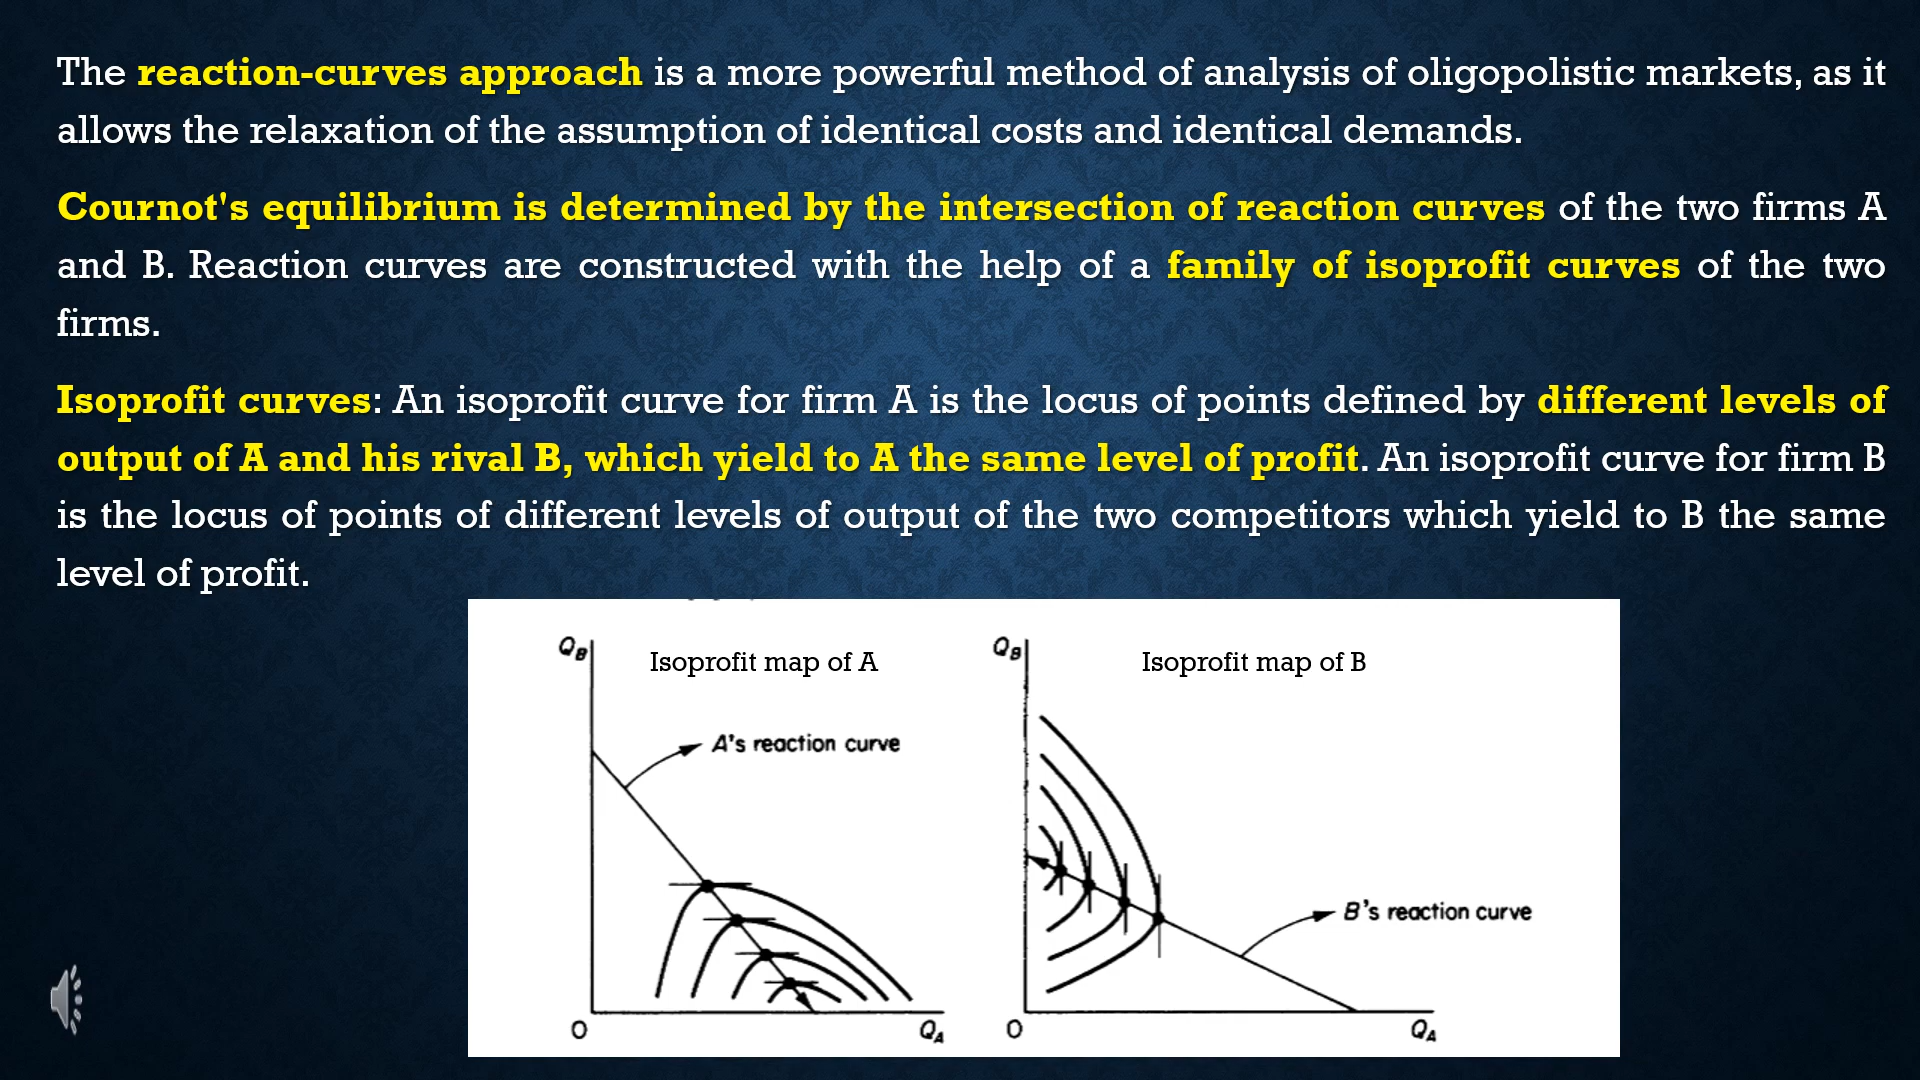 The reaction-curves approach is a more powerful method of analysis of oligopolistic markets, as it
allows the relaxation of the assumption of identical costs and identical demands.
Cournot's equilibrium is determined by the intersection of reaction curves of the two firms A
and B. Reaction curves are constructed with the help of a family of isoprofit curves of the two
firms.
Isoprofit curves: An isoprofit curve for firm A is the locus of points defined by different levels of
output of A and his rival B, which yield to A the same level of profit. An isoprofit curve for firm B
is the locus of points of different levels of output of the two competitors which yield to B the same
level of profit.
QB
Isoprofit map of A
A's reaction curve
O
QA
QB
Isoprofit map of B
B's reaction curve
O
QA